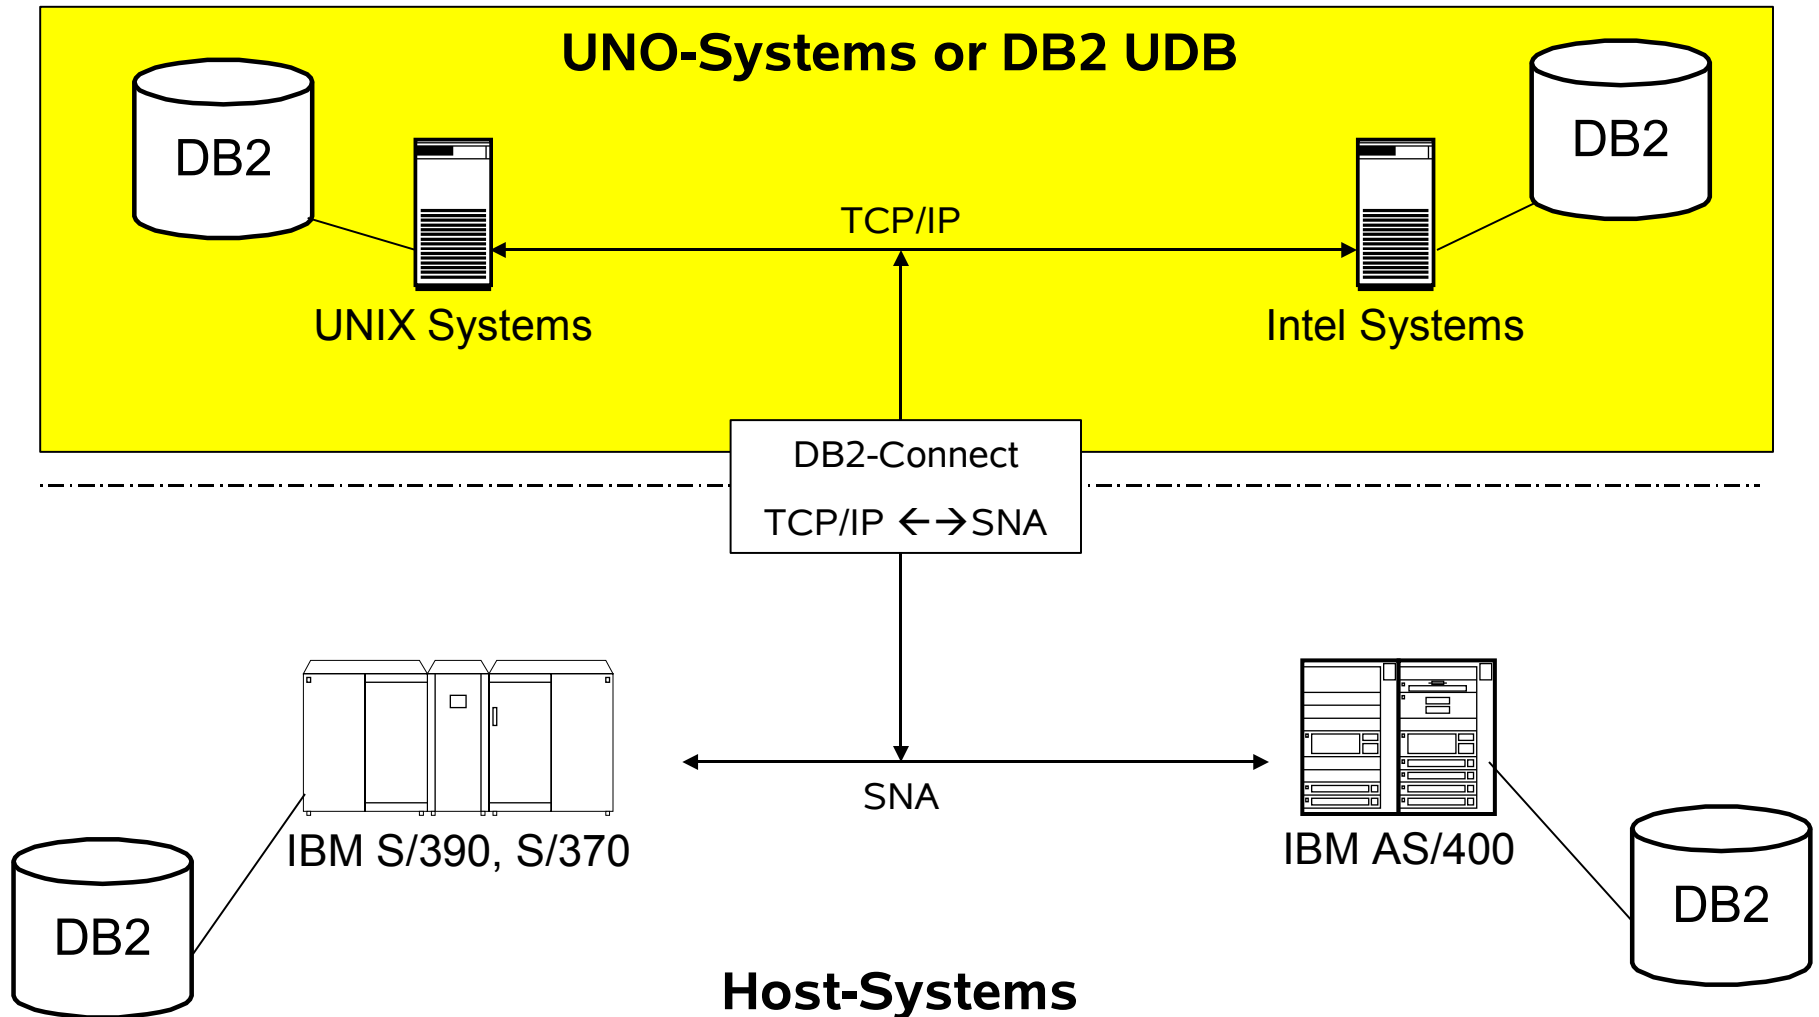 UNO-Systems or DB2 UDB
DB2
DB2
TCP/IP
UNIX Systems
Intel Systems
DB2-Connect
TCP/IP ←→SNA
SNA
IBM S/390, S/370
IBM AS/400
DB2
DB2
Host-Systems